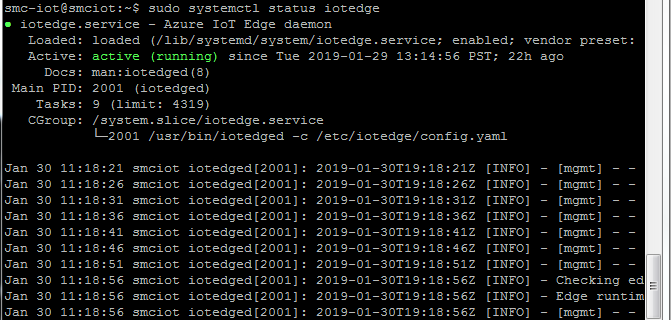 smc-iot@smciot:~$ sudo systemctl status iotedge
● iotedge.service - Azure IoT Edge daemon
Loaded: loaded (/lib/systemd/system/iotedge.service; enabled; vendor preset:
Active: active (running) since Tue 2019-01-29 13:14:56 PST; 22h ago
Docs: man:iotedged(8)
Main PID: 2001 (iotedged)
Tasks: 9 (limit: 4319)
CGroup: /system.slice/iotedge.service
└─2001 /usr/bin/iotedged -c /etc/iotedge/config.yaml
Jan 30 11:18:21 smciot iotedged[2001]: 2019-01-30T19:18:21Z [INFO] - [mgmt] - -
Jan 30 11:18:26 smciot iotedged[2001]: 2019-01-30T19:18:26Z [INFO] - [mgmt] - -
Jan 30 11:18:31 smciot iotedged[2001]: 2019-01-30T19:18:31Z [INFO] - [mgmt] - -
Jan 30 11:18:36 smciot iotedged[2001]: 2019-01-30T19:18:36Z [INFO] - [mgmt] - -
Jan 30 11:18:41 smciot iotedged[2001]: 2019-01-30T19:18:41Z [INFO] - [mgmt] - -
Jan 30 11:18:46 smciot iotedged[2001]: 2019-01-30T19:18:46Z [INFO] - [mgmt] - -
Jan 30 11:18:51 smciot iotedged[2001]: 2019-01-30T19:18:51Z [INFO] - [mgmt] - -
Jan 30 11:18:56 smciot iotedged[2001]: 2019-01-30T19:18:56Z [INFO] - Checking ed
Jan 30 11:18:56 smciot iotedged[2001]: 2019-01-30T19:18:56Z [INFO] - Edge runtim
Jan 30 11:18:56 smciot iotedged[2001]: 2019-01-30T19:18:56Z [INFO] - [mgmt] - -